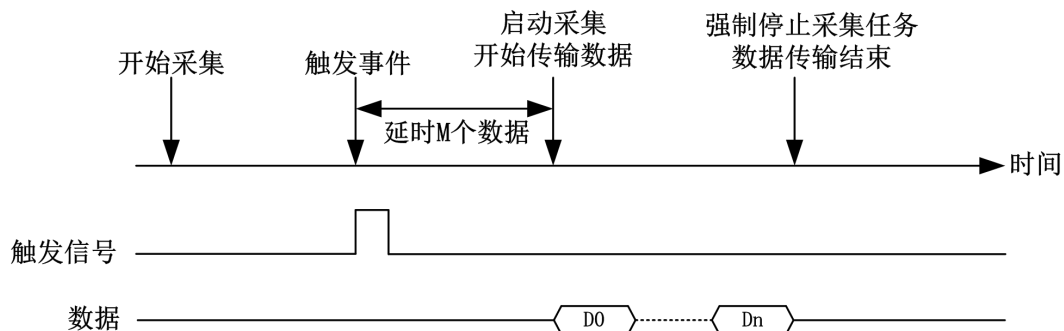 开始采集
触发事件
启动采集
开始传输数据
强制停止采集任务
数据传输结束
延时M个数据
时间
触发信号
数据
D0
Dn